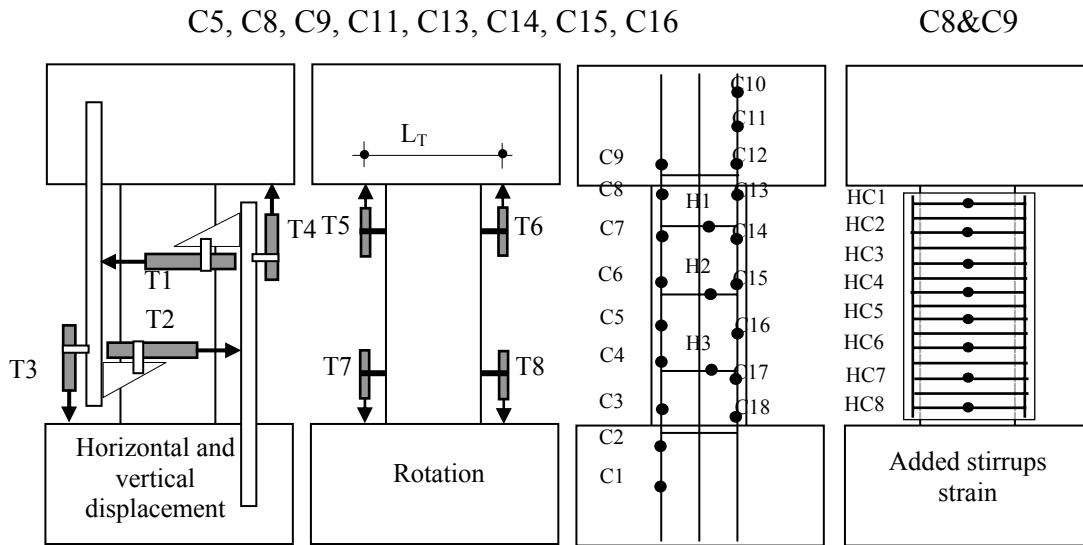 C5, C8, C9, C11, C13, C14, C15, C16
C8&C9
T1
T2
T3
T4
Horizontal and
vertical
displacement
L_T
T5
T6
T7
T8
Rotation
C10
C11
C12
C9
C8
C13
H1
C7
C14
H2
C6
C15
C5
C16
H3
C4
C17
C3
C18
C2
C1
HC1
HC2
HC3
HC4
HC5
HC6
HC7
HC8
Added stirrups
strain